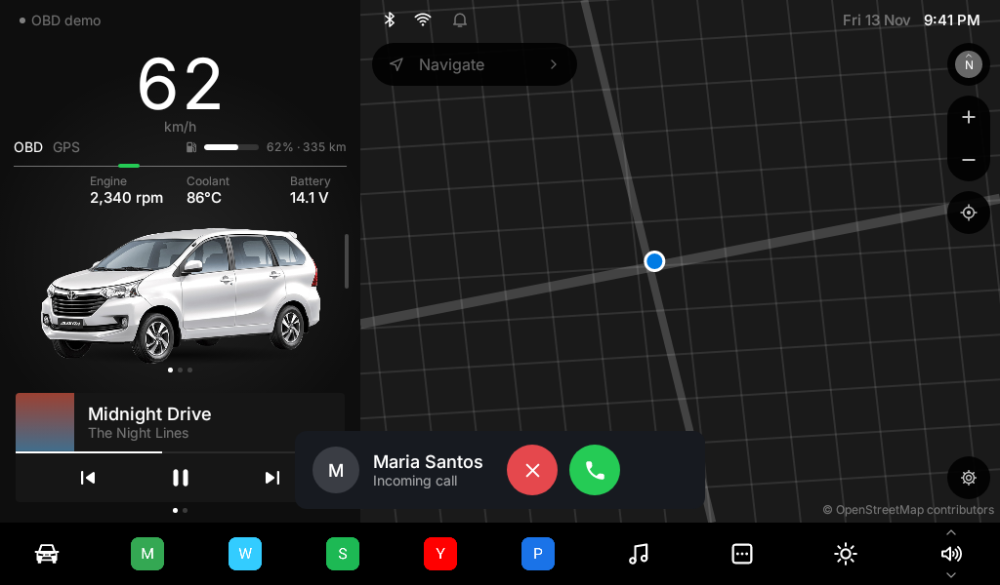 OBD demo
Fri 13 Nov 9:41 PM
Navigate
N
62
km/h
OBD GPS
62% · 335 km
Engine
2,340 rpm
Coolant
86°C
Battery
14.1 V
Midnight Drive
The Night Lines
M
Maria Santos
Incoming call
© OpenStreetMap contributors
M
W
S
Y
P